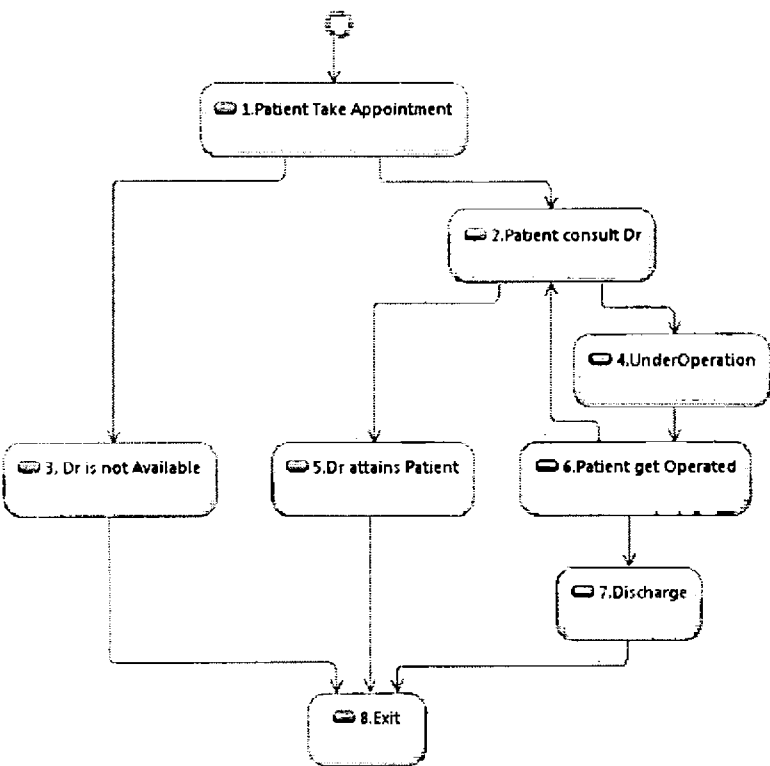 1.Patient Take Appointment
2.Patient consult Dr
4.UnderOperation
3, Dr is not Available
5.Dr attains Patient
6.Patient get Operated
7.Discharge
8.Exit